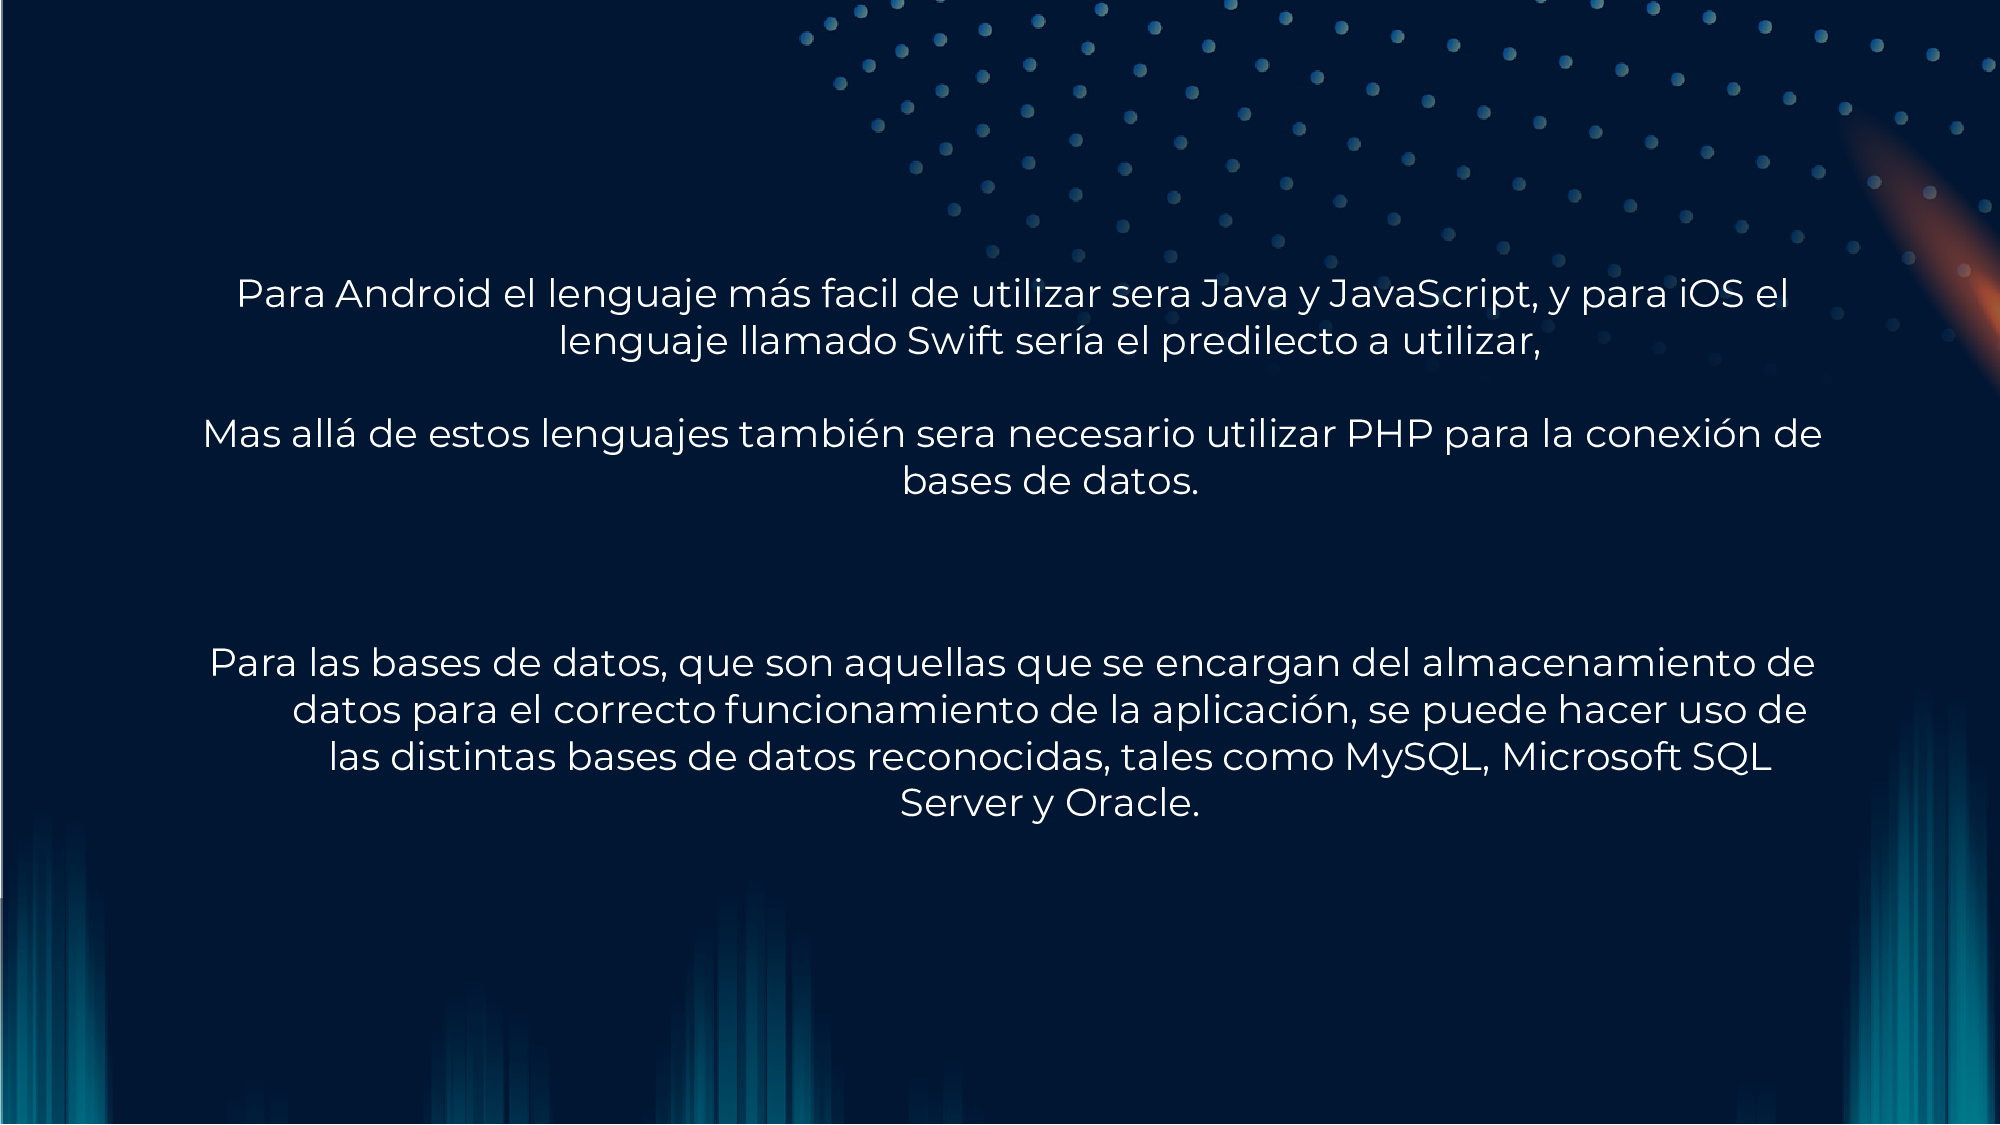 Para Android el lenguaje más facil de utilizar sera Java y JavaScript, y para iOS el
lenguaje llamado Swift sería el predilecto a utilizar,
Mas allá de estos lenguajes también sera necesario utilizar PHP para la conexión de
bases de datos.
Para las bases de datos, que son aquellas que se encargan del almacenamiento de
datos para el correcto funcionamiento de la aplicación, se puede hacer uso de
las distintas bases de datos reconocidas, tales como MySQL, Microsoft SQL
Server y Oracle.